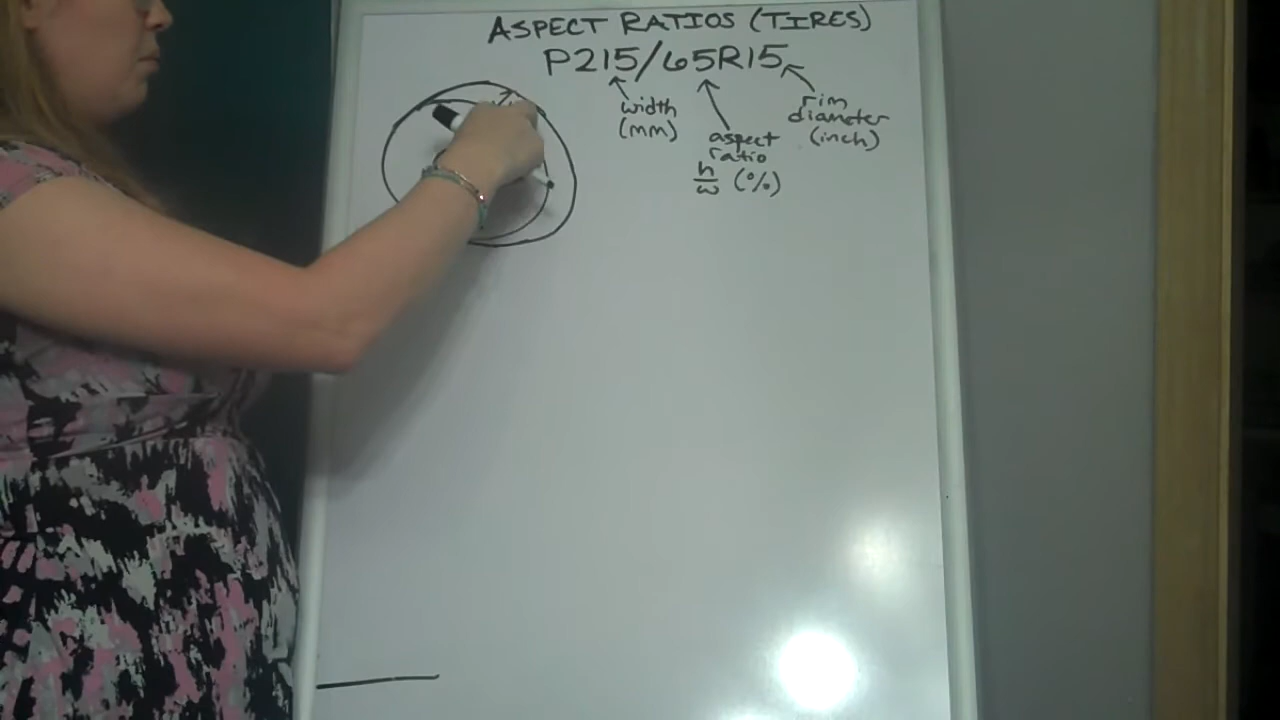 ASPECT RATIOS (TIRES)
P215/65R15
width
(mm)
aspect
ratio
h/w (%)
rim
diameter
(inch)